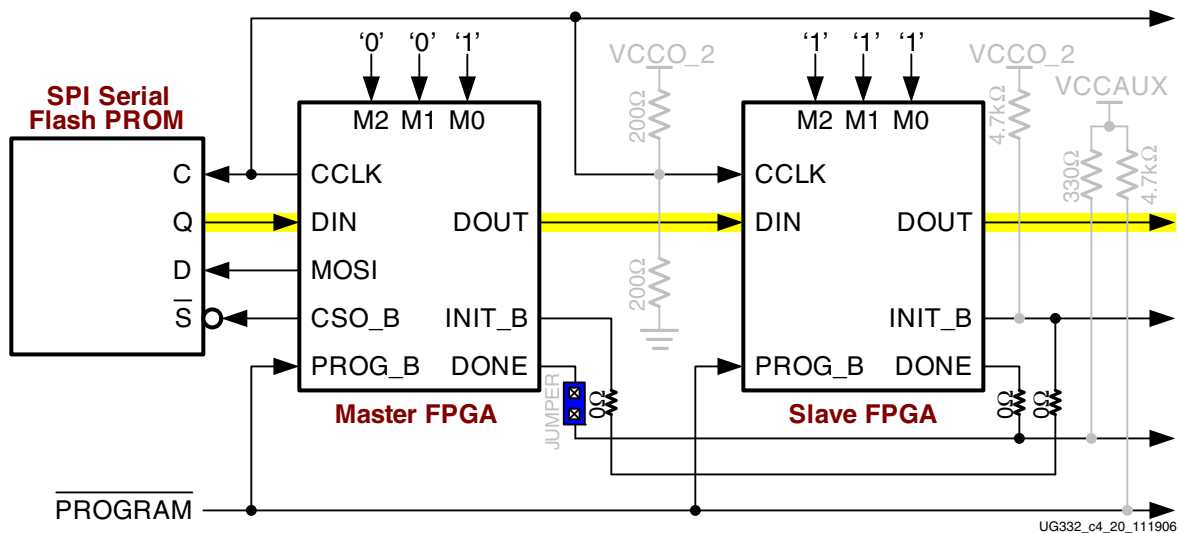 ‘0’ ‘0’ ‘1’
‘1’ ‘1’ ‘1’
VCCO_2
VCCO_2
VCCAUX
SPI Serial
Flash PROM
M2 M1 M0
M2 M1 M0
200Ω
4.7kΩ
330Ω
4.7kΩ
C
CCLK
CCLK
Q
DIN
DOUT
DIN
DOUT
D
MOSI
200Ω
S
CSO_B
INIT_B
INIT_B
PROG_B
DONE
PROG_B
DONE
JUMPER
0Ω
0Ω
0Ω
Master FPGA
Slave FPGA
PROGRAM
UG332_c4_20_111906